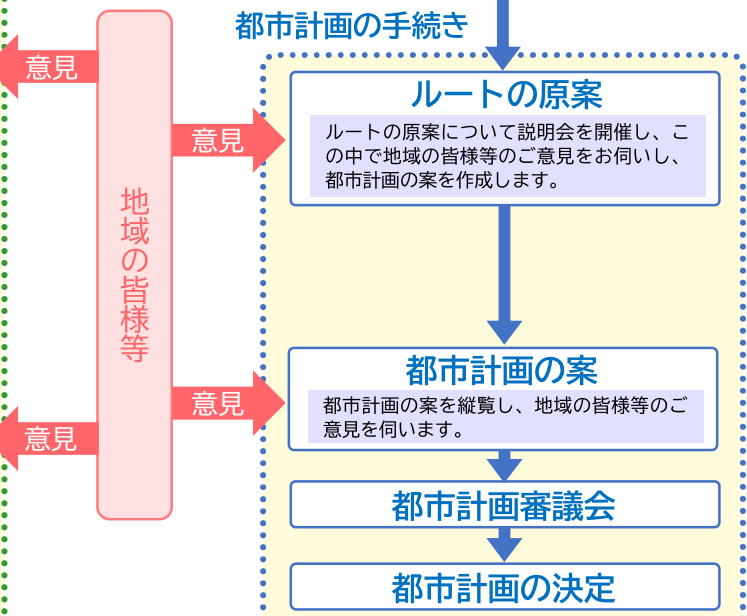 都市計画の手続き
意見
ルートの原案
ルートの原案について説明会を開催し、こ
の中で地域の皆様等のご意見をお伺いし、
都市計画の案を作成します。
意見
地域の皆様等
都市計画の案
都市計画の案を縦覧し、地域の皆様等のご
意見を伺います。
意見
意見
都市計画審議会
都市計画の決定